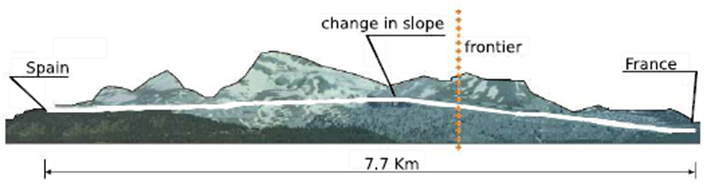 change in slope
frontier
Spain
France
7.7 Km